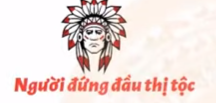 Người đứng đầu thị tộc